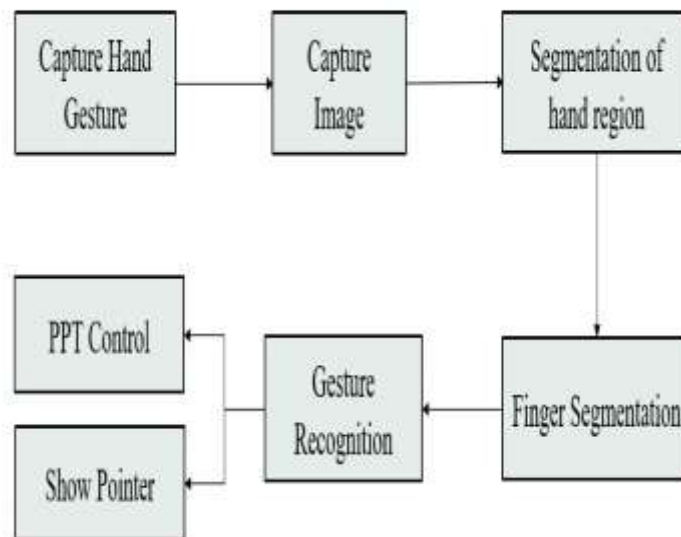 Capture Hand
Gesture
Capture
Image
Segmentation of
hand region
Finger Segmentation
Gesture
Recognition
PPT Control
Show Pointer